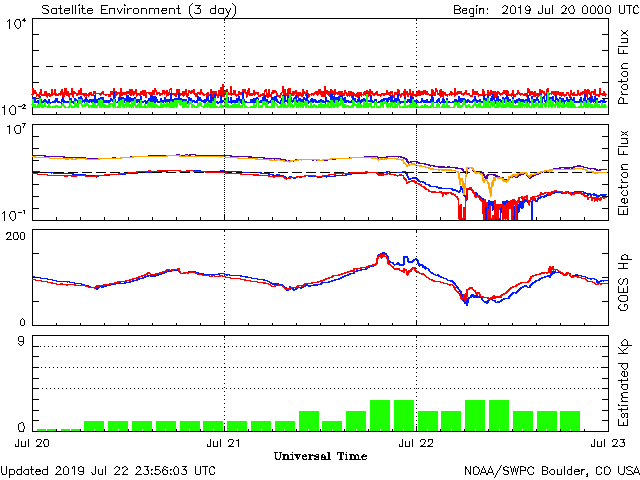 Satellite Environment (3 day) Begin: 2019 Jul 20 0000 UTC
10^4
10^-2
Proton Flux
10^7
10^-1
Electron Flux
200
0
GOES Hp
9
0
Estimated Kp
Jul 20 Jul 21 Jul 22 Jul 23
Universal Time
Updated 2019 Jul 22 23:56:03 UTC NOAA/SWPC Boulder, CO USA